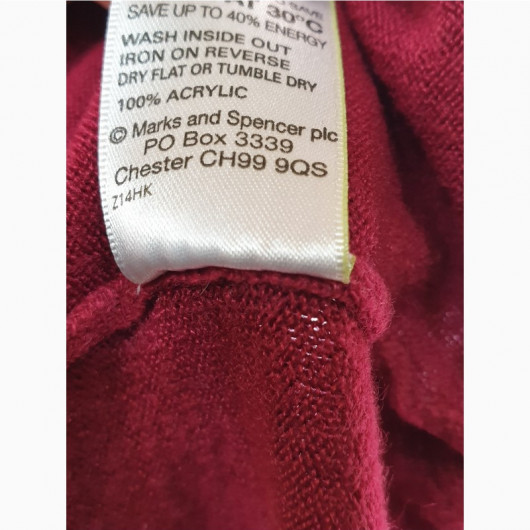 AT 30°C
SAVE UP TO 40% ENERGY
WASH INSIDE OUT
IRON ON REVERSE
DRY FLAT OR TUMBLE DRY
100% ACRYLIC
© Marks and Spencer plc
PO Box 3339
Chester CH99 9QS
Z14HK